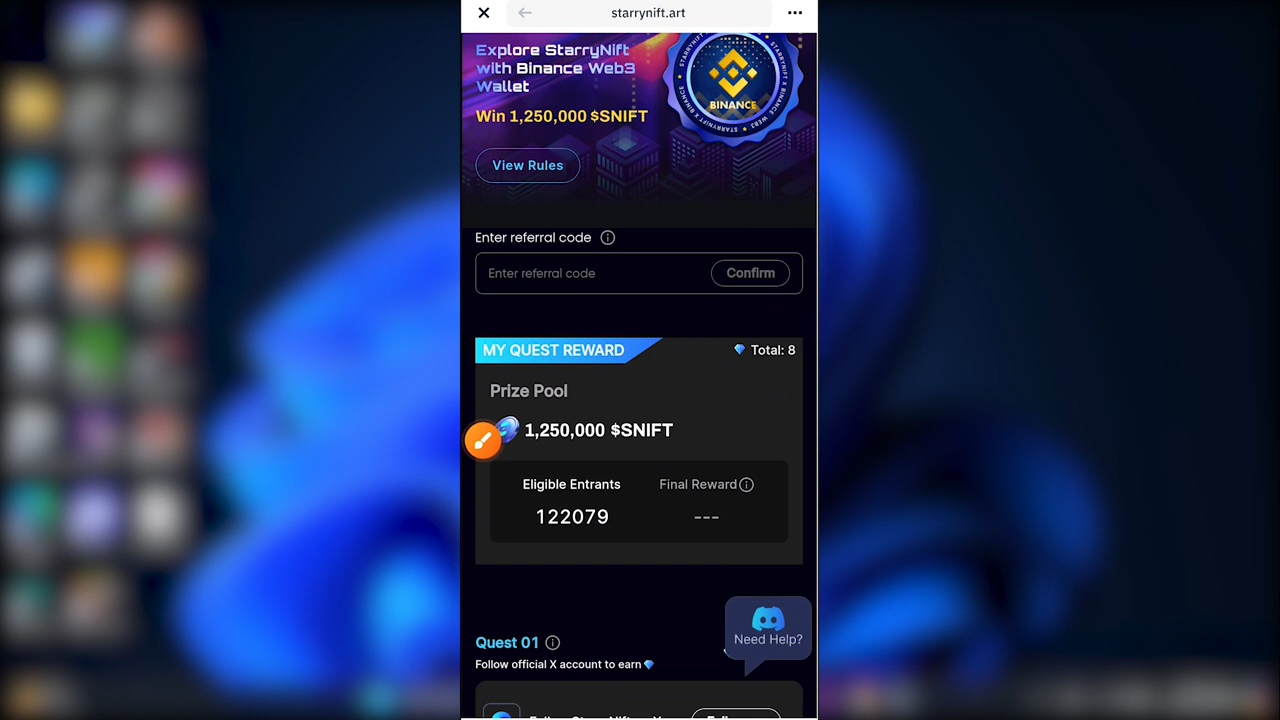 starrynift.art
Explore StarryNift
with Binance Web3
Wallet
Win 1,250,000 $SNIFT
BINANCE
View Rules
Enter referral code
Enter referral code
Confirm
MY QUEST REWARD
Total: 8
Prize Pool
1,250,000 $SNIFT
Eligible Entrants
Final Reward
122079
---
Need Help?
Quest 01
Follow official X account to earn